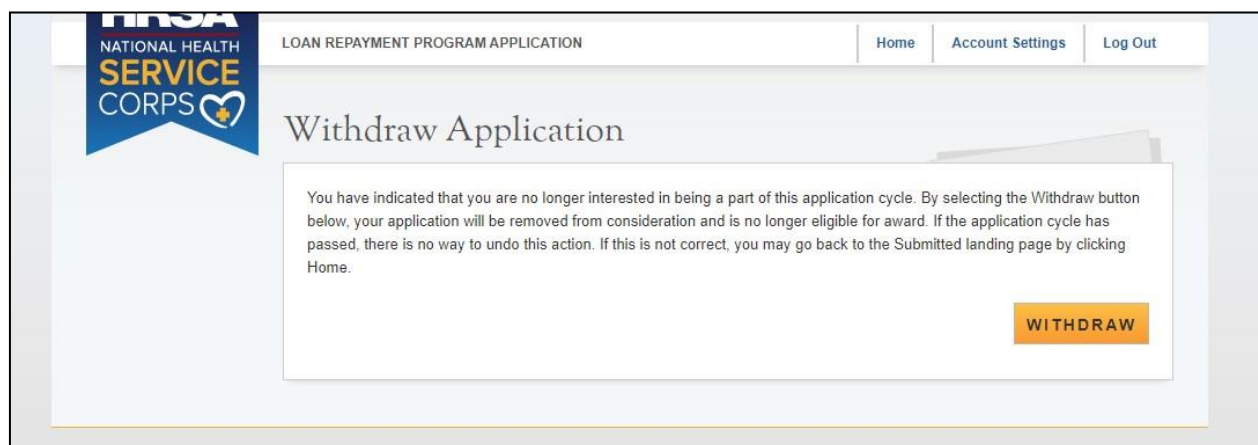 HRSA
NATIONAL HEALTH
SERVICE
CORPS
LOAN REPAYMENT PROGRAM APPLICATION
Home
Account Settings
Log Out
Withdraw Application
You have indicated that you are no longer interested in being a part of this application cycle. By selecting the Withdraw button
below, your application will be removed from consideration and is no longer eligible for award. If the application cycle has
passed, there is no way to undo this action. If this is not correct, you may go back to the Submitted landing page by clicking
Home.
WITHDRAW